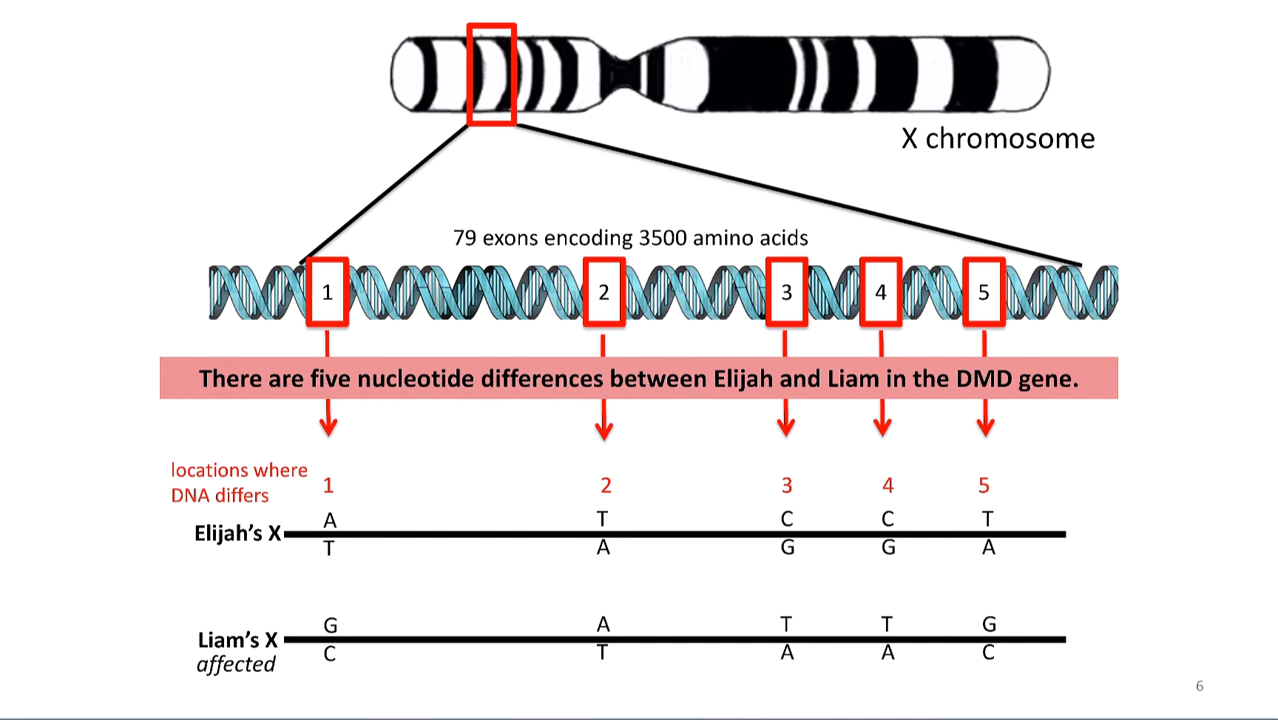 X chromosome
79 exons encoding 3500 amino acids
1 2 3 4 5
There are five nucleotide differences between Elijah and Liam in the DMD gene.
locations where
DNA differs
1 2 3 4 5
A T C C T
Elijah's X
T A G G A
G A T T G
Liam's X
affected
C T A A C
6